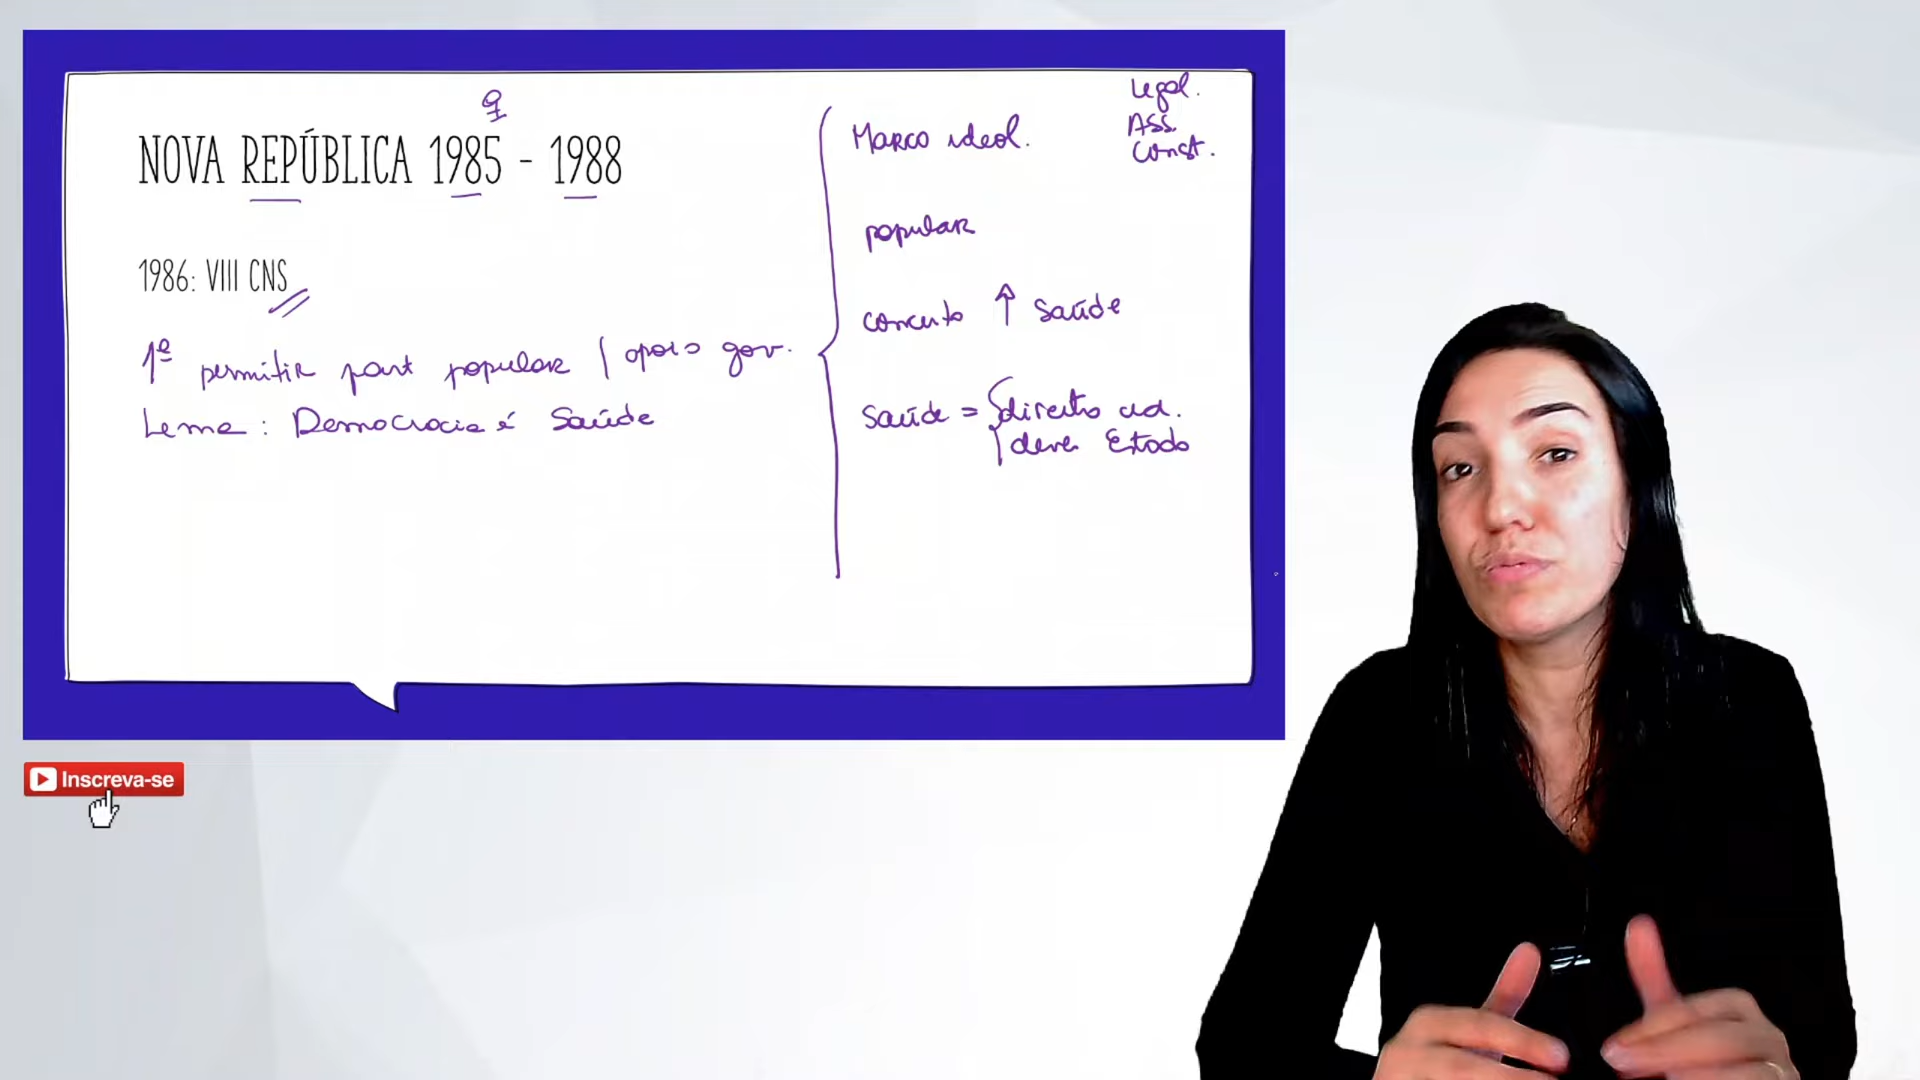 NOVA REPÚBLICA 1985 - 1988
1986: VIII CNS
1ª permitir part popular / apoio gov.
Lema: Democracia é Saúde
Marco ideol.
popular
conceito ↑ saúde
Saúde = direito cid.
dever Estado
Legal.
Ass.
Const.
Inscreva-se